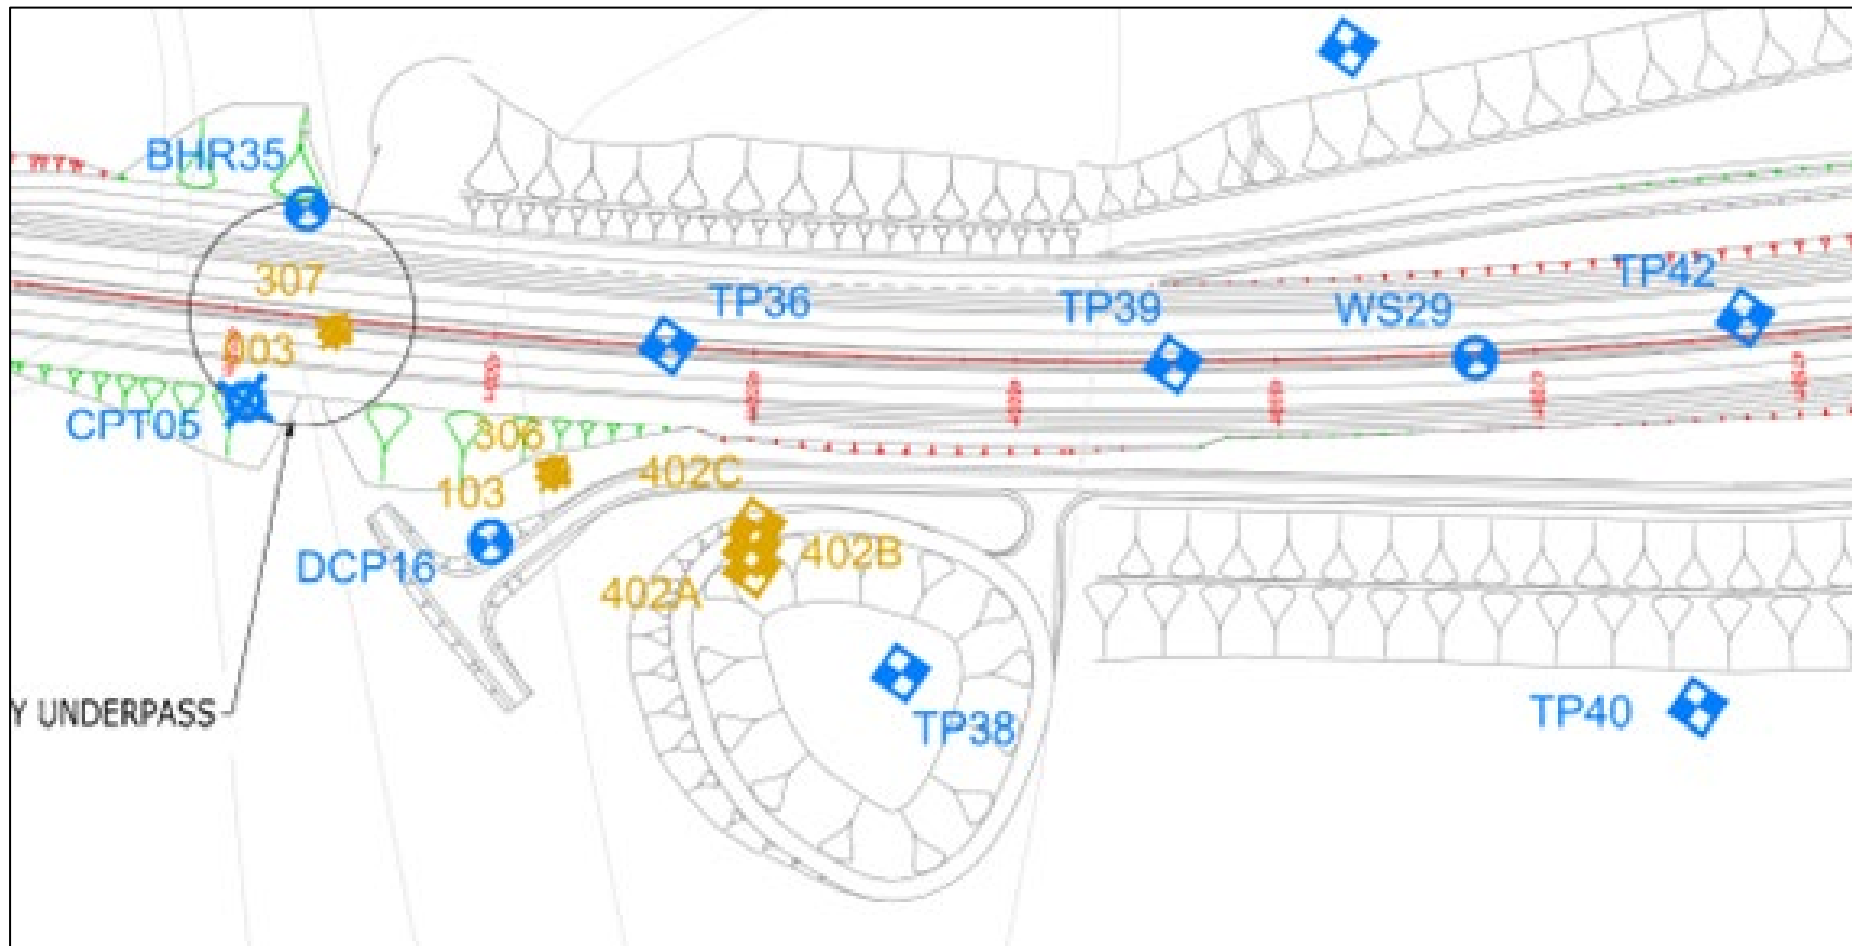 BHR35
307
TP36
TP39
WS29
TP42
003
CPT05
306
103
402C
DCP16
402B
402A
Y UNDERPASS
TP38
TP40